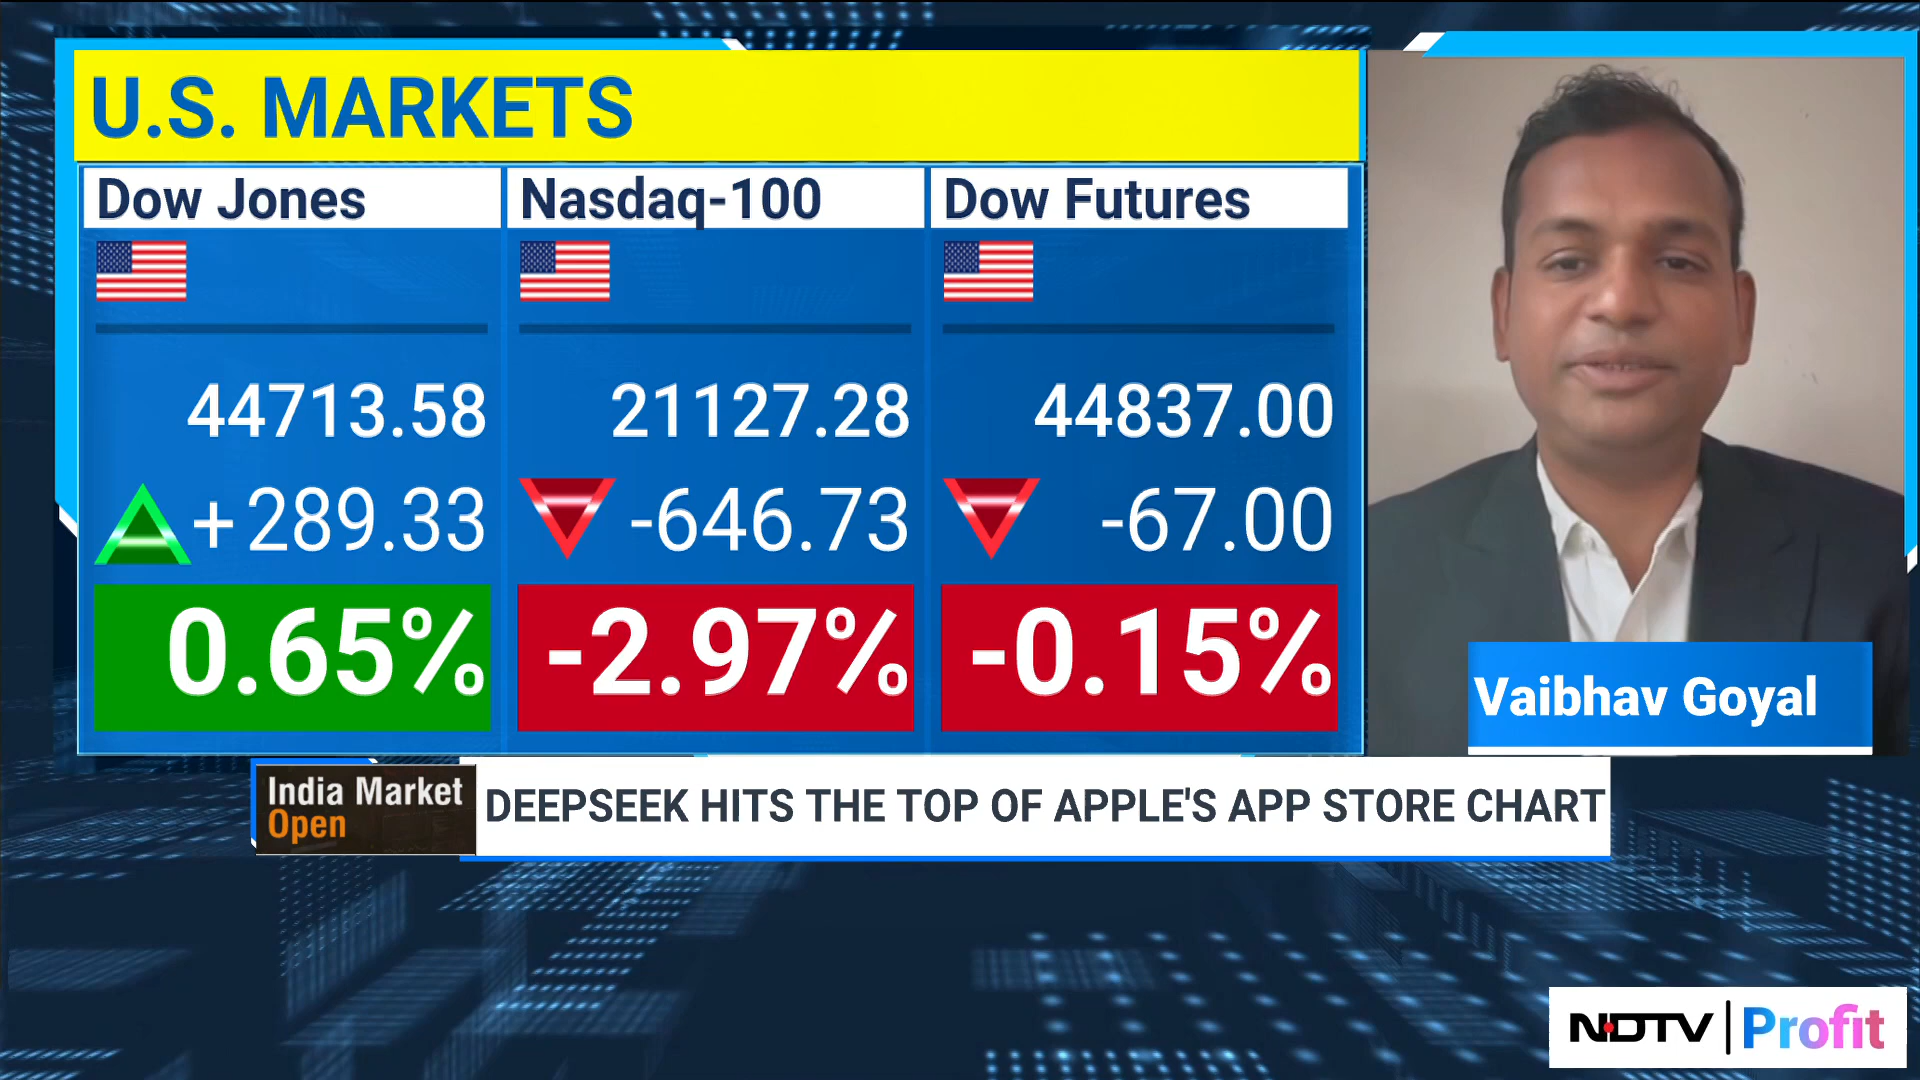 U.S. MARKETS
Dow Jones
44713.58
+289.33
0.65%
Nasdaq-100
21127.28
-646.73
-2.97%
Dow Futures
44837.00
-67.00
-0.15%
Vaibhav Goyal
India Market
Open
DEEPSEEK HITS THE TOP OF APPLE'S APP STORE CHART
NDTV | Profit